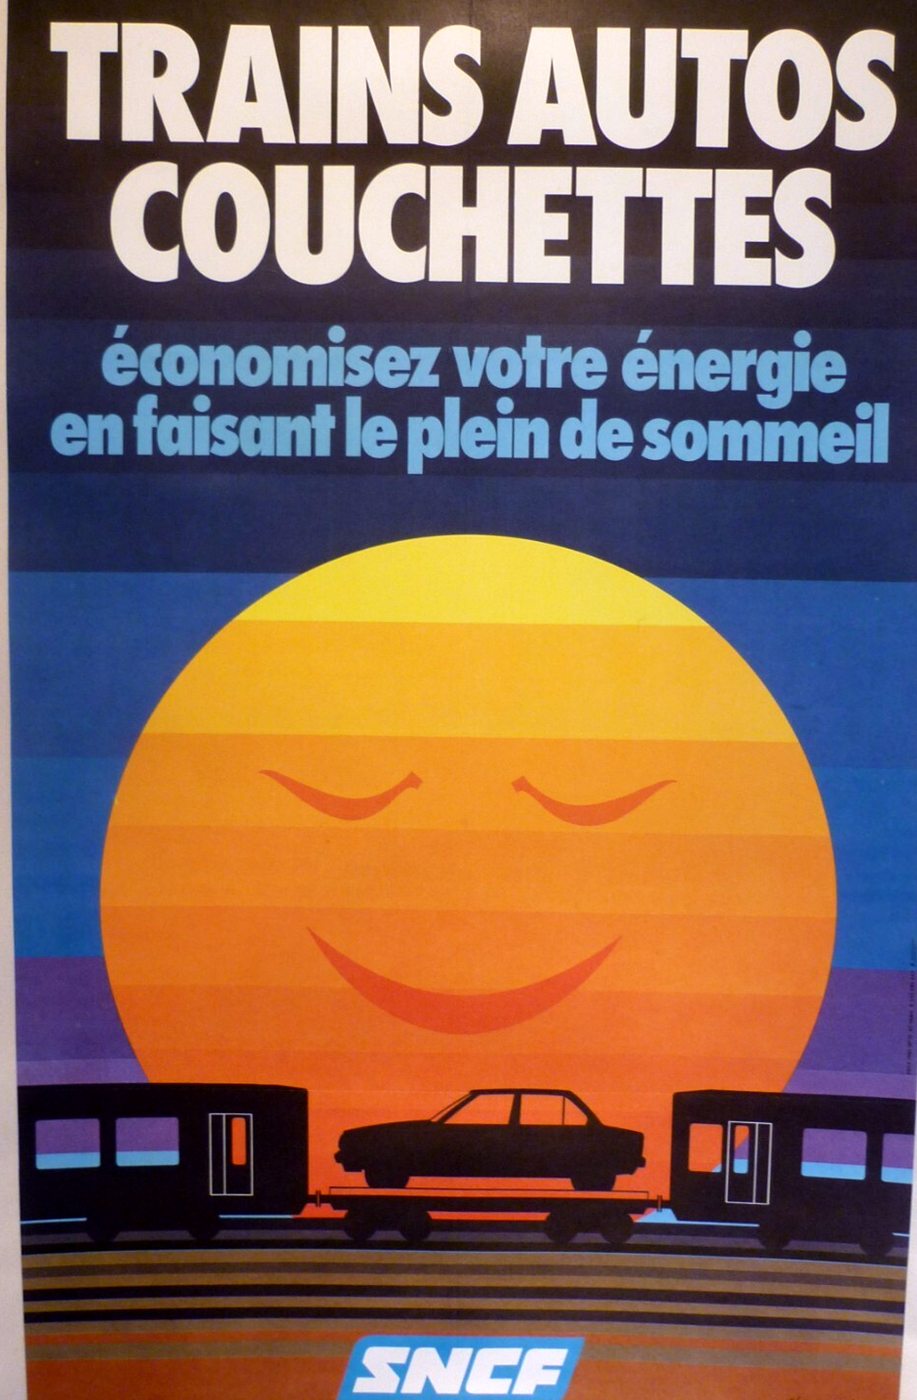 TRAINS AUTOS
COUCHETTES
économisez votre énergie
en faisant le plein de sommeil
SNCF